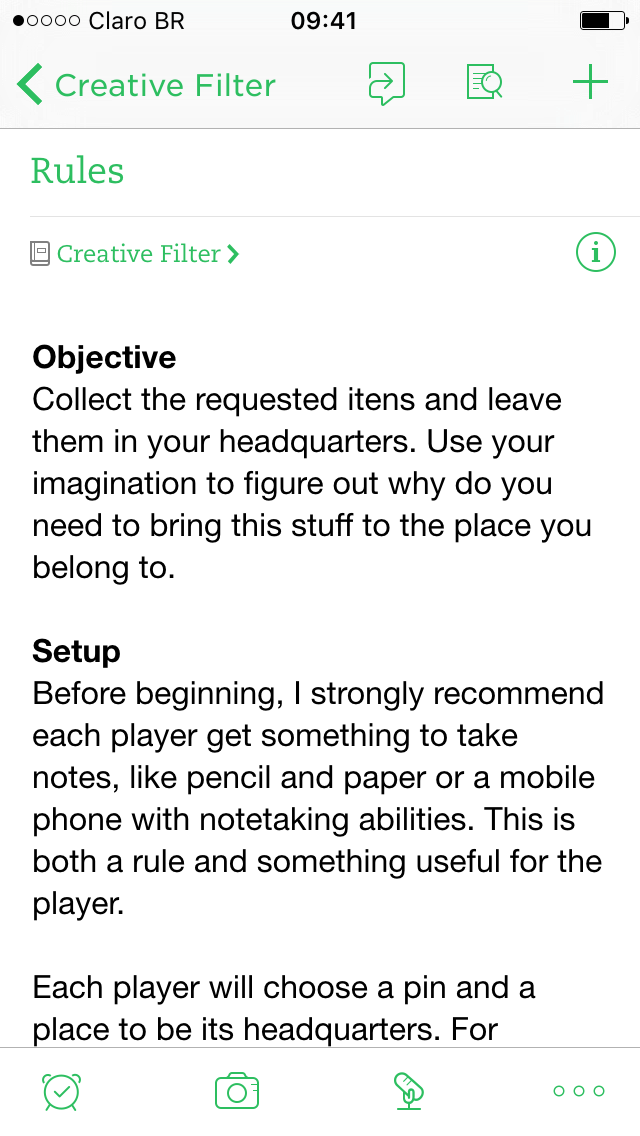 Claro BR 09:41
Creative Filter
Rules
Creative Filter
Objective
Collect the requested itens and leave
them in your headquarters. Use your
imagination to figure out why do you
need to bring this stuff to the place you
belong to.
Setup
Before beginning, I strongly recommend
each player get something to take
notes, like pencil and paper or a mobile
phone with notetaking abilities. This is
both a rule and something useful for the
player.
Each player will choose a pin and a
place to be its headquarters. For